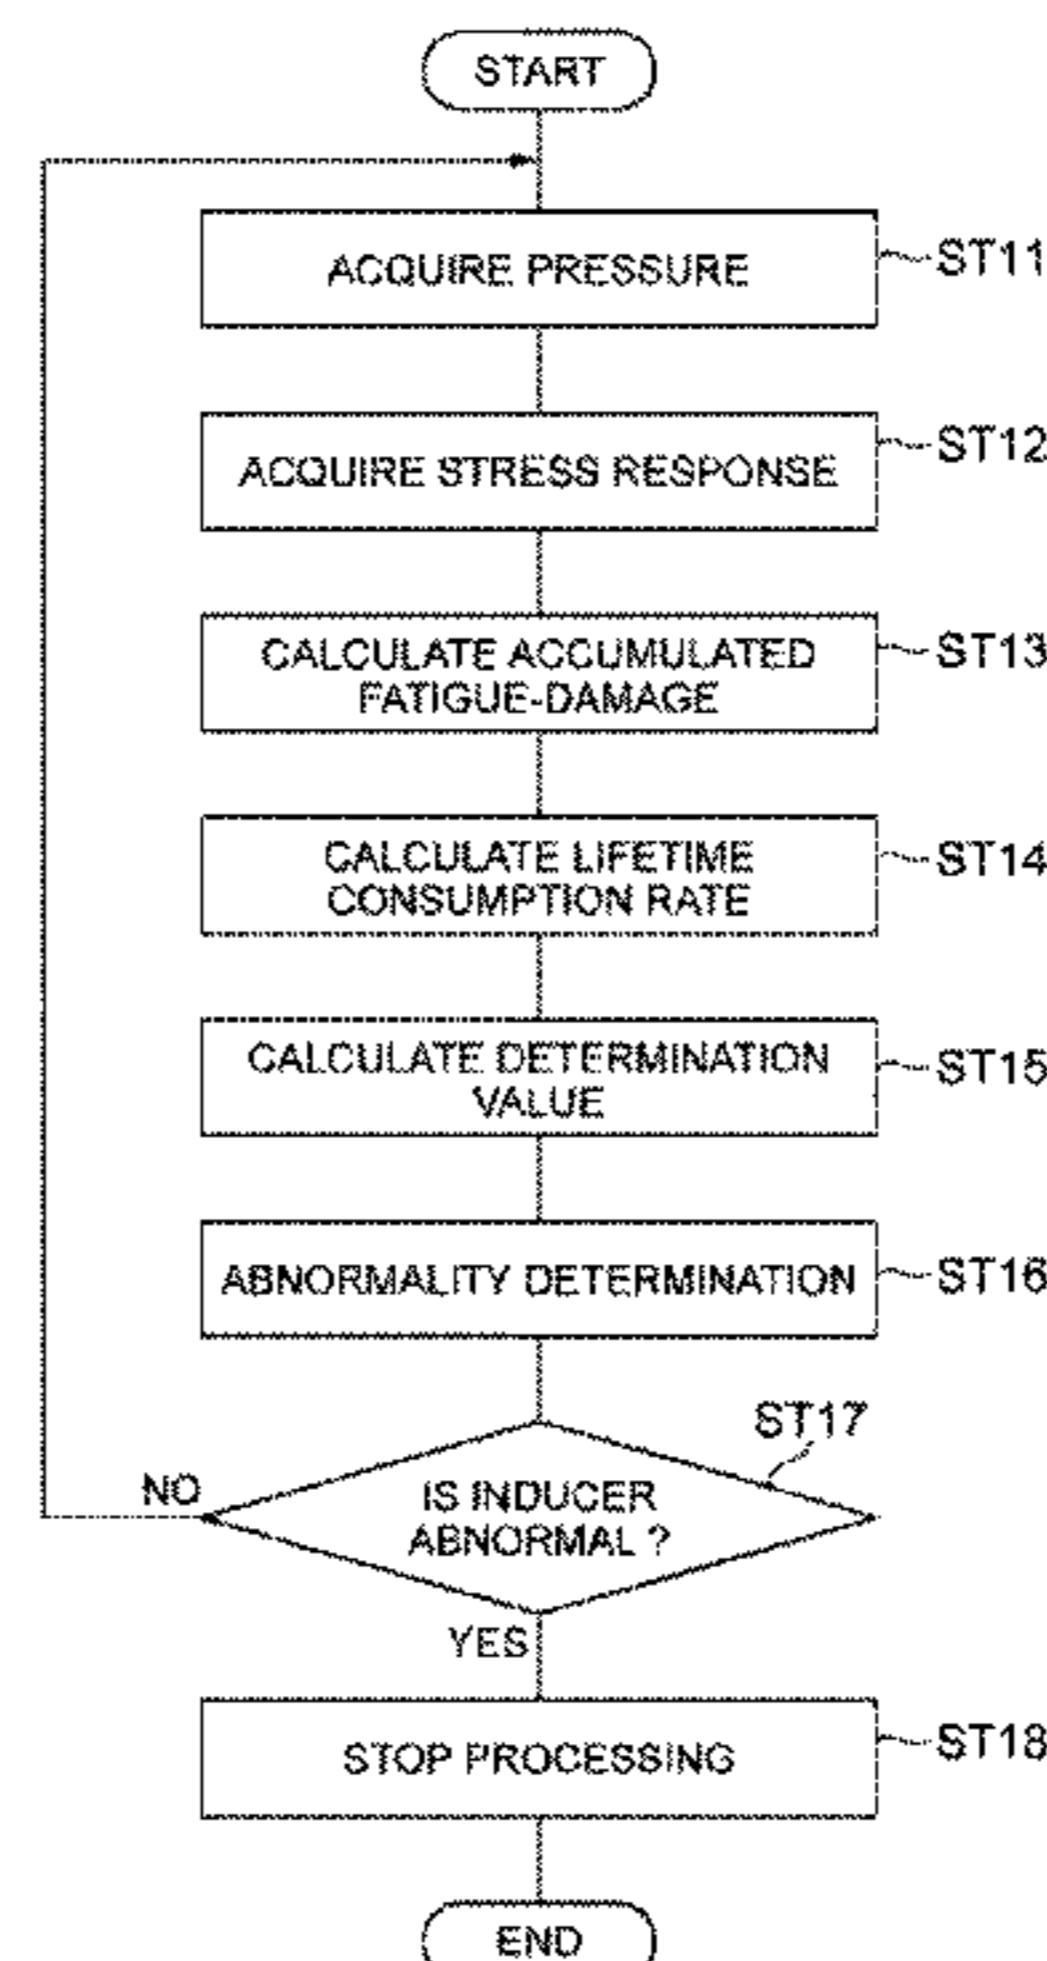 START
ACQUIRE PRESSURE
ST11
ACQUIRE STRESS RESPONSE
ST12
CALCULATE ACCUMULATED
FATIGUE-DAMAGE
ST13
CALCULATE LIFETIME
CONSUMPTION RATE
ST14
CALCULATE DETERMINATION
VALUE
ST15
ABNORMALITY DETERMINATION
ST16
ST17
IS INDUCER
ABNORMAL ?
NO
YES
STOP PROCESSING
ST18
END